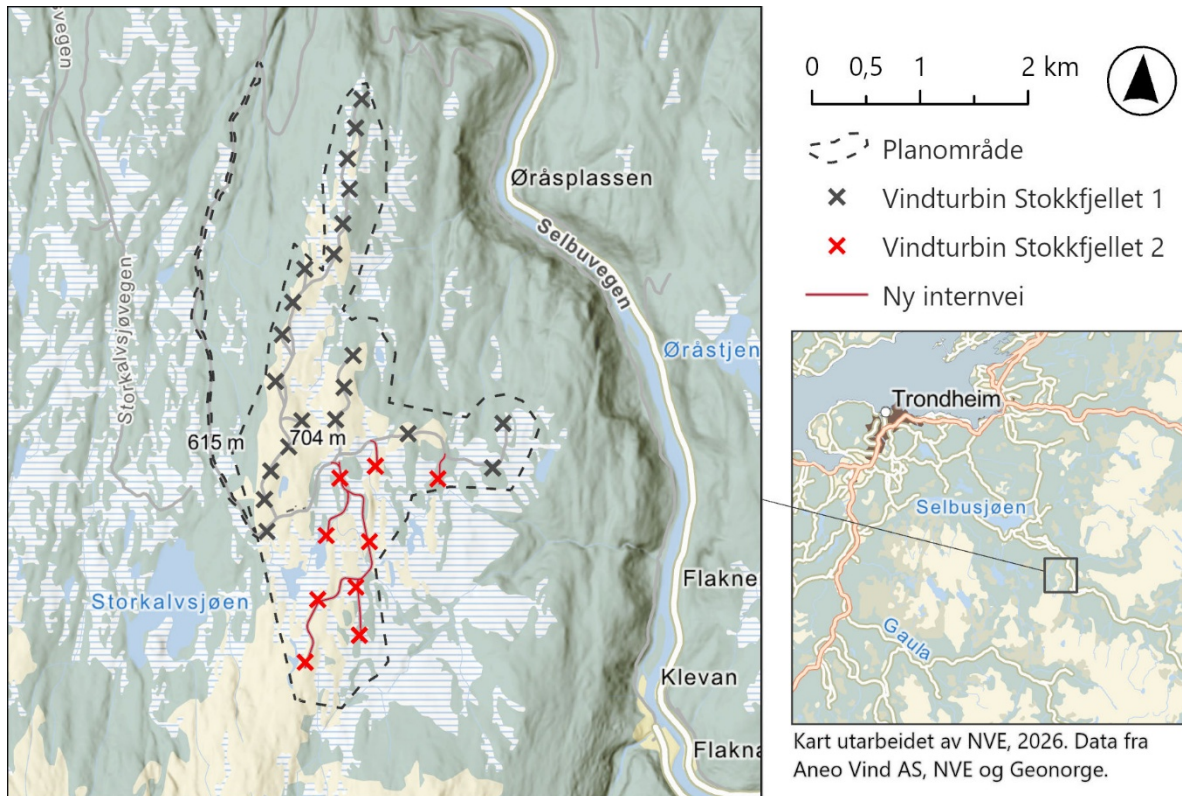 svegen
Øråsplassen
Selbuvegen
Storkalvsjøvegen
Øråstjen
615 m
704 m
Flakne
Storkalvsjøen
Klevan
Flakna
0 0,5 1 2 km
Planområde
Vindturbin Stokkfjellet 1
Vindturbin Stokkfjellet 2
Ny internvei
Trondheim
Selbusjøen
Gaula
Kart utarbeidet av NVE, 2026. Data fra
Aneo Vind AS, NVE og Geonorge.